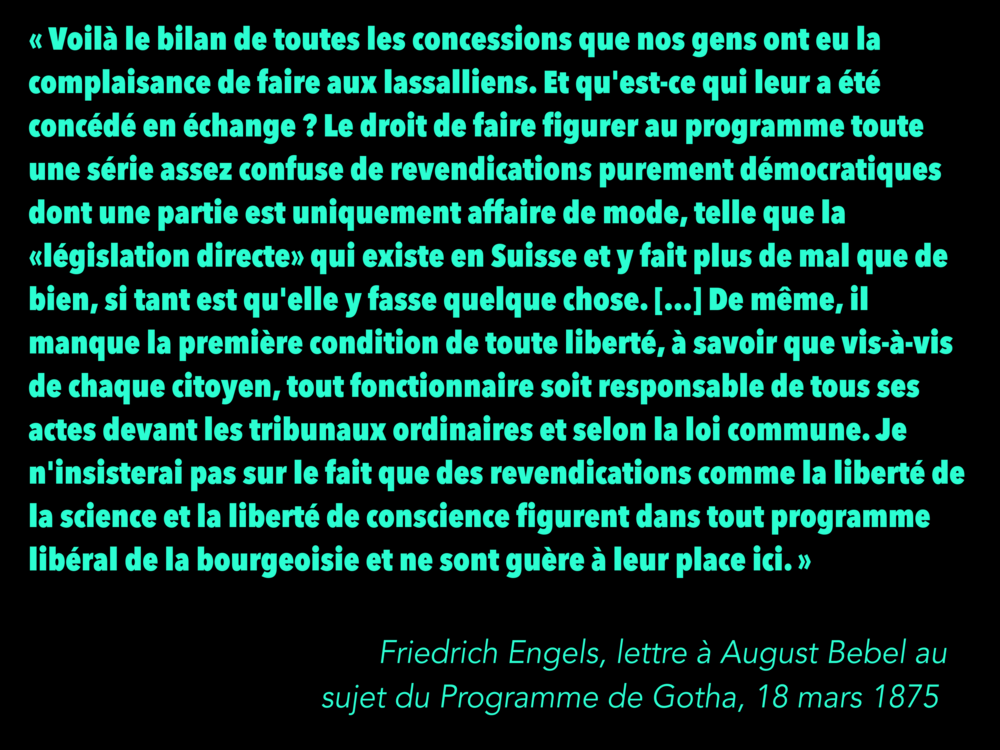 « Voilà le bilan de toutes les concessions que nos gens ont eu la
complaisance de faire aux lassalliens. Et qu'est-ce qui leur a été
concédé en échange ? Le droit de faire figurer au programme toute
une série assez confuse de revendications purement démocratiques
dont une partie est uniquement affaire de mode, telle que la
«législation directe» qui existe en Suisse et y fait plus de mal que de
bien, si tant est qu'elle y fasse quelque chose. [...] De même, il
manque la première condition de toute liberté, à savoir que vis-à-vis
de chaque citoyen, tout fonctionnaire soit responsable de tous ses
actes devant les tribunaux ordinaires et selon la loi commune. Je
n'insisterai pas sur le fait que des revendications comme la liberté de
la science et la liberté de conscience figurent dans tout programme
libéral de la bourgeoisie et ne sont guère à leur place ici. »
Friedrich Engels, lettre à August Bebel au
sujet du Programme de Gotha, 18 mars 1875